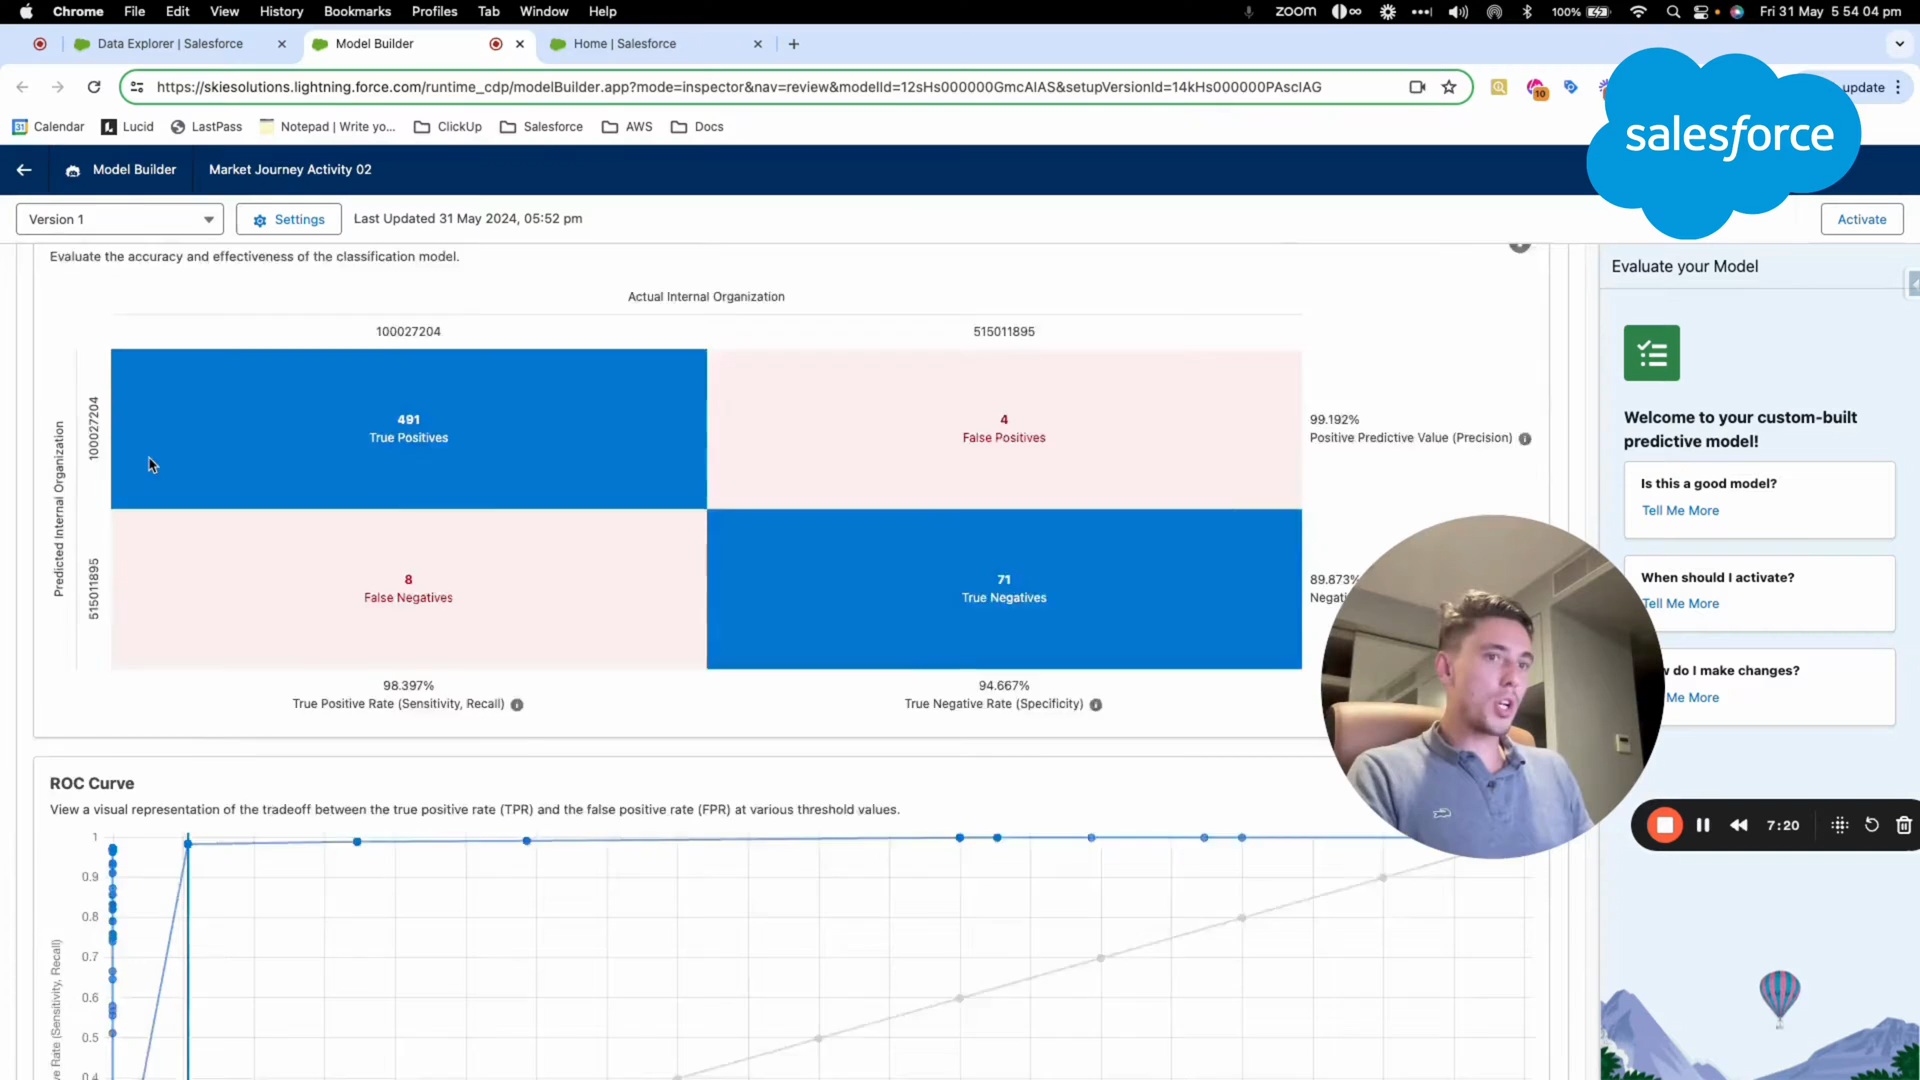 Chrome File Edit View History Bookmarks Profiles Tab Window Help
zoom 100% Fri 31 May 5 54 04 pm
Data Explorer | Salesforce
Model Builder
Home | Salesforce
https://skiesolutions.lightning.force.com/runtime_cdp/modelBuilder.app?mode=inspector&nav=review&modelId=12sHs000000GmcAIAS&setupVersionId=14kHs000000PAscIAG
10
update
Calendar Lucid LastPass Notepad | Write yo... ClickUp Salesforce AWS Docs
salesforce
Model Builder Market Journey Activity 02
Version 1 Settings Last Updated 31 May 2024, 05:52 pm Activate
Evaluate the accuracy and effectiveness of the classification model.
Evaluate your Model
Actual Internal Organization
100027204 515011895
Predicted Internal Organization
100027204
491
True Positives
4
False Positives
99.192%
Positive Predictive Value (Precision)
515011895
8
False Negatives
71
True Negatives
89.873%
98.397%
True Positive Rate (Sensitivity, Recall)
94.667%
True Negative Rate (Specificity)
Welcome to your custom-built
predictive model!
Is this a good model?
Tell Me More
When should I activate?
Tell Me More
do I make changes?
Me More
7:20
ROC Curve
View a visual representation of the tradeoff between the true positive rate (TPR) and the false positive rate (FPR) at various threshold values.
1
0.9
0.8
0.7
0.6
0.5
0.4
Rate (Sensitivity, Recall)